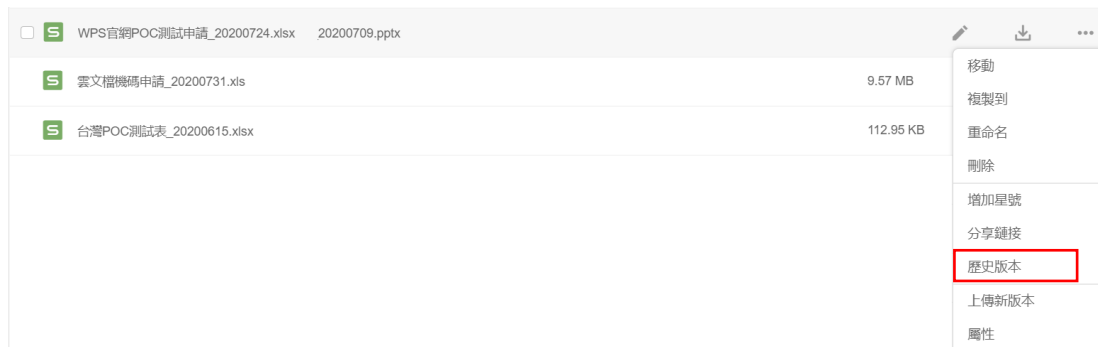 WPS官網POC測試申請_20200724.xlsx 20200709.pptx
雲文檔機碼申請_20200731.xls 9.57 MB
台灣POC測試表_20200615.xlsx 112.95 KB
移動
複製到
重命名
刪除
增加星號
分享鏈接
歷史版本
上傳新版本
屬性